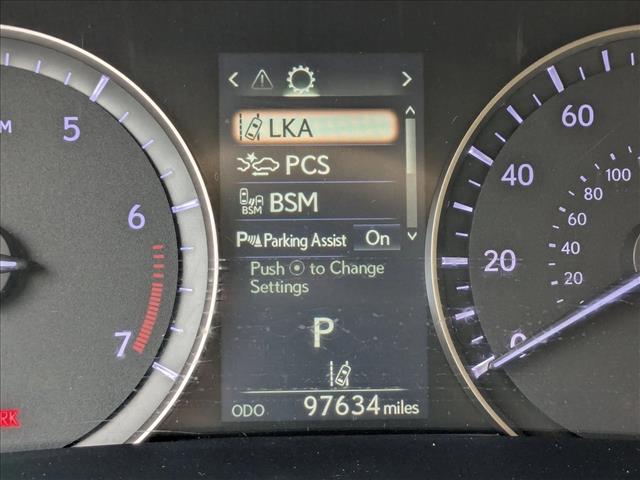 LKA
PCS
BSM
BSM
P Parking Assist On
Push to Change
Settings
P
ODO 97634 miles
M
5
6
7
RK
60
40
20
0
100
80
60
40
20